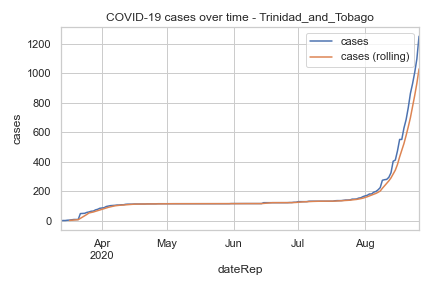 COVID-19 cases over time - Trinidad_and_Tobago
cases
cases (rolling)
1200
1000
800
600
400
200
0
cases
Apr
2020
May
Jun
Jul
Aug
dateRep